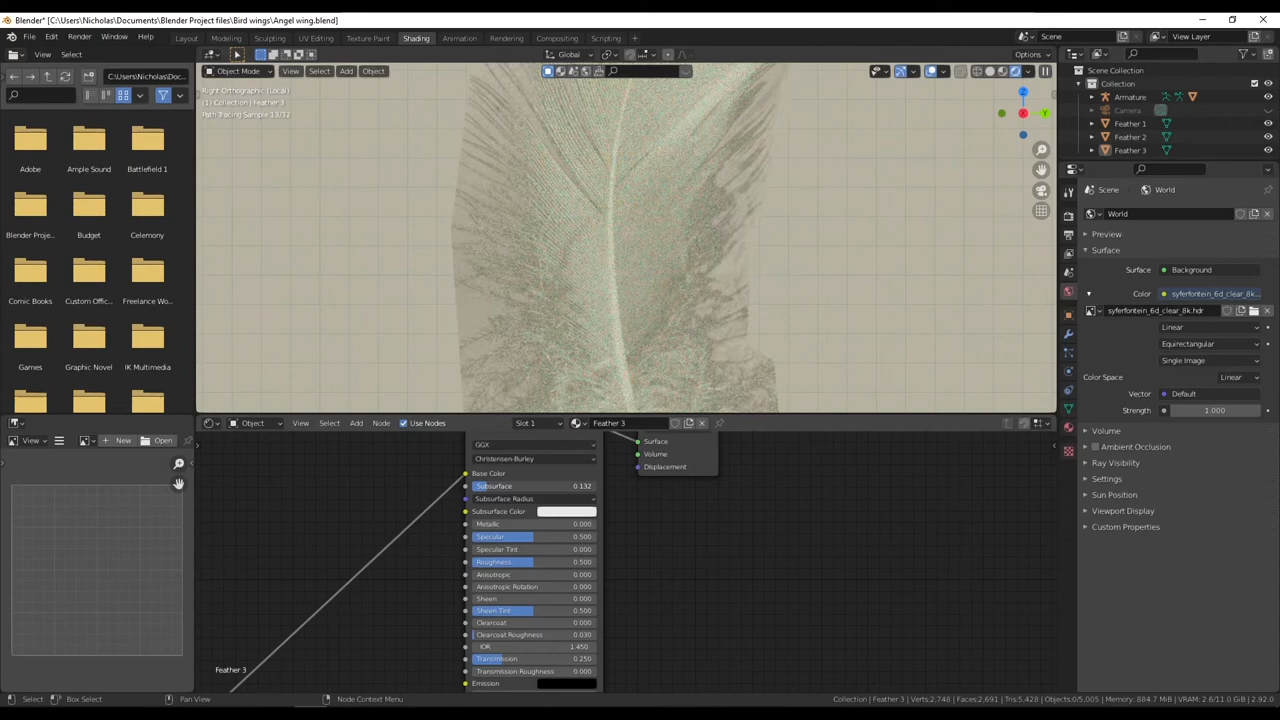 Blender* [C:\Users\Nicholas\Documents\Blender Project files\Bird wings\Angel wing.blend]
File Edit Render Window Help Layout Modeling Sculpting UV Editing Texture Paint Shading Animation Rendering Compositing Scripting + Scene View Layer
View Select Global Options
Object Mode View Select Add Object
C:\Users\Nicholas\Doc...
Right Orthographic (Local)
(1) Collection | Feather 3
Path Tracing Sample 13/32
Z
Y
Scene Collection
Collection
Armature
Camera
Feather 1
Feather 2
Feather 3
Adobe Ample Sound Battlefield 1
Blender Proje... Budget Celemony
Comic Books Custom Offic... Freelance Wo...
Games Graphic Novel IK Multimedia
Scene World
World
Preview
Surface
Surface Background
Color syferfontein_6d_clear_8k...
syferfontein_6d_clear_8k.hdr
Linear
Equirectangular
Single Image
Color Space Linear
Vector Default
Strength 1.000
Volume
Ambient Occlusion
Ray Visibility
Settings
Sun Position
Viewport Display
Custom Properties
View New Open
Object View Select Add Node Use Nodes Slot 1 Feather 3
GGX
Christensen-Burley
Base Color
Subsurface 0.132
Subsurface Radius
Subsurface Color
Metallic 0.000
Specular 0.500
Specular Tint 0.000
Roughness 0.500
Anisotropic 0.000
Anisotropic Rotation 0.000
Sheen 0.000
Sheen Tint 0.500
Clearcoat 0.000
Clearcoat Roughness 0.030
IOR 1.450
Transmission 0.250
Transmission Roughness 0.000
Emission
Surface
Volume
Displacement
Feather 3
Select Box Select Pan View Node Context Menu Collection | Feather 3 | Verts:2,748 | Faces:2,691 | Tris:5,428 | Objects:0/5,005 | Memory: 884.7 MiB | VRAM: 2.6/11.0 GiB | 2.92.0